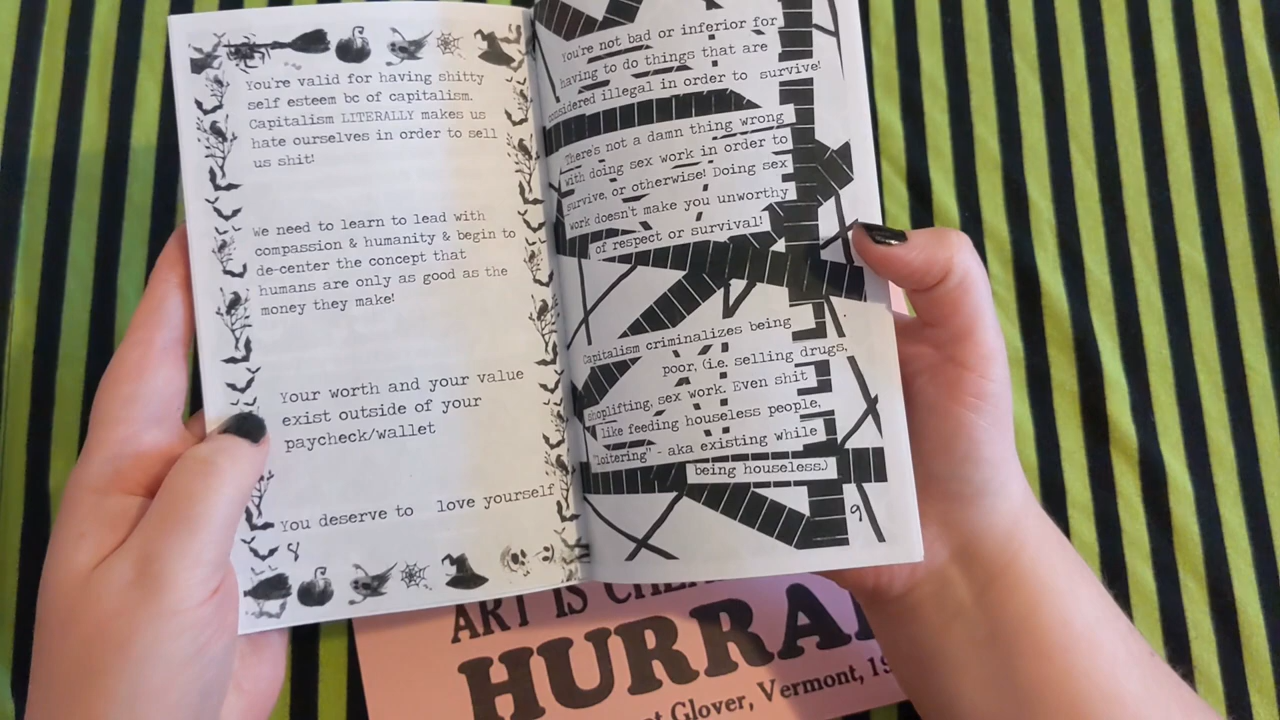 You're valid for having shitty
self esteem bc of capitalism.
Capitalism LITERALLY makes us
hate ourselves in order to sell
us shit!
We need to learn to lead with
compassion & humanity & begin to
de-center the concept that
humans are only as good as the
money they make!
Your worth and your value
exist outside of your
paycheck/wallet
You deserve to love yourself
8
You're not bad or inferior for
having to do things that are
considered illegal in order to survive!
There's not a damn thing wrong
with doing sex work in order to
survive, or otherwise! Doing sex
work doesn't make you unworthy
of respect or survival!
Capitalism criminalizes being
poor, (i.e. selling drugs,
shoplifting, sex work. Even shit
like feeding houseless people,
"loitering" - aka existing while
being houseless.)
9
ART IS
HURRA
Glover, Vermont, 19